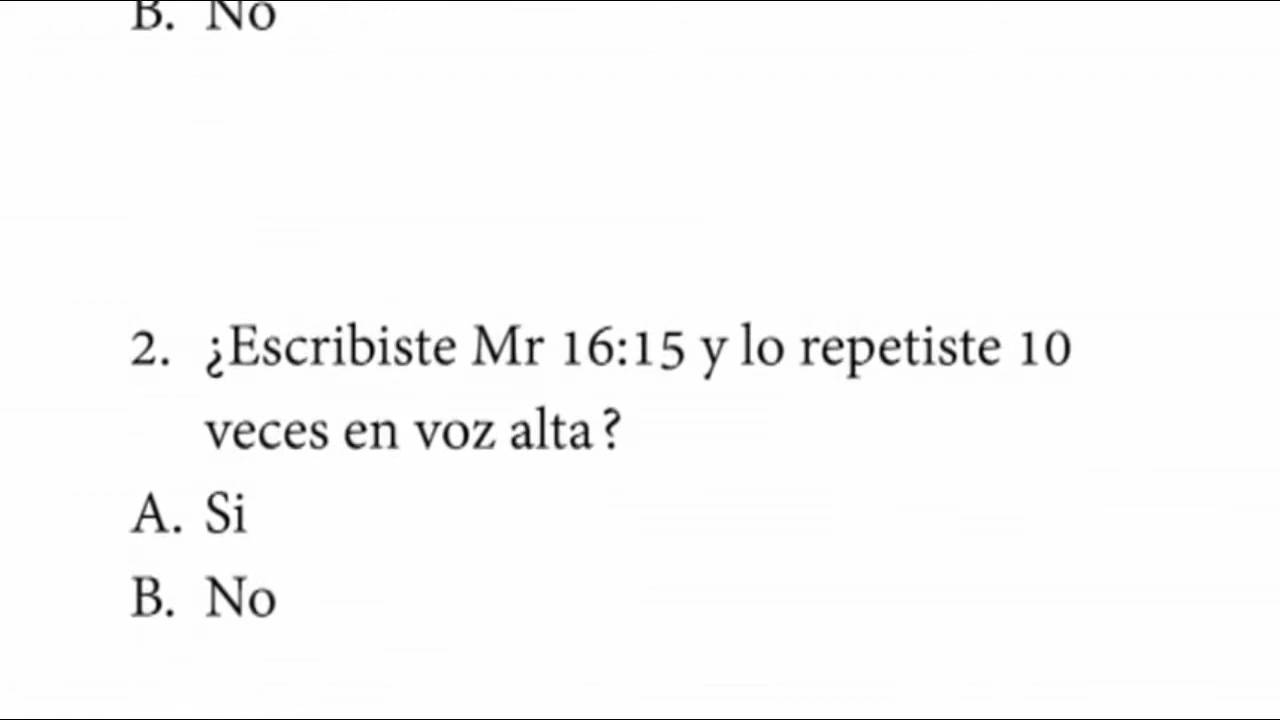 B. No
2. ¿Escribiste Mr 16:15 y lo repetiste 10
veces en voz alta?
A. Si
B. No